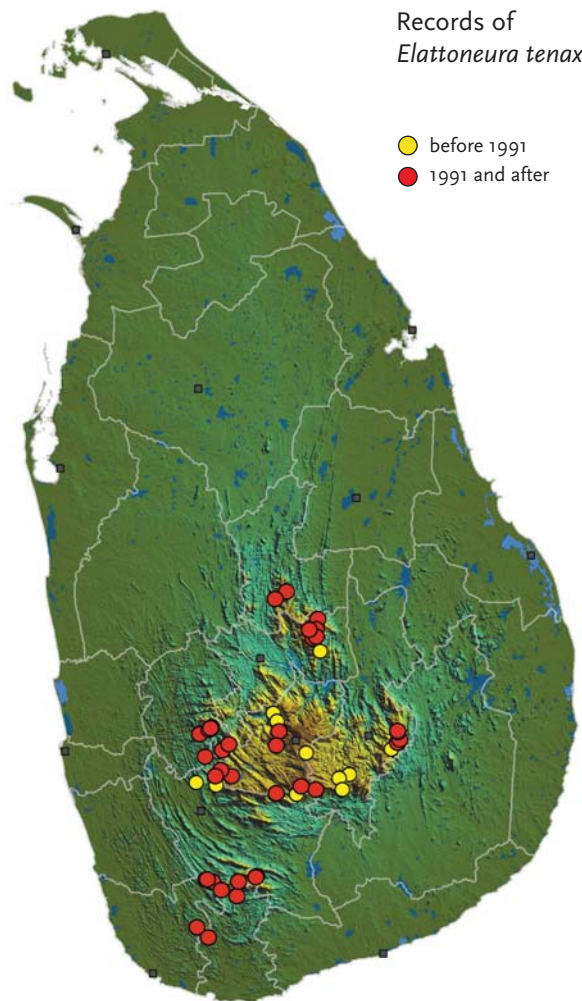 Records of
Elattoneura tenax
before 1991
1991 and after